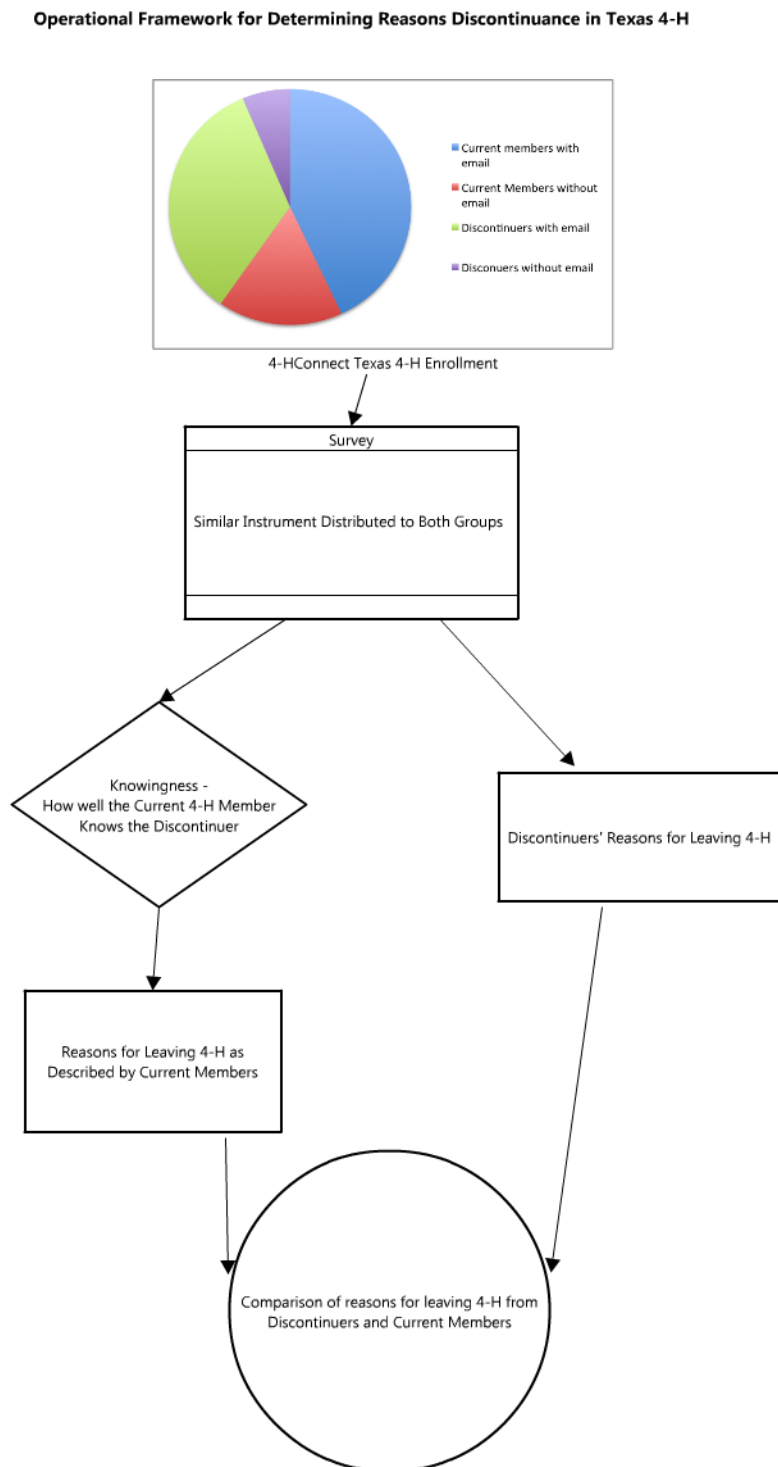 Operational Framework for Determining Reasons Discontinuance in Texas 4-H
Current members with
email
Current Members without
email
Discontinuers with email
Disconuers without email
4-HConnect Texas 4-H Enrollment
Survey
Similar Instrument Distributed to Both Groups
Knowingness -
How well the Current 4-H Member
Knows the Discontinuer
Discontinuers' Reasons for Leaving 4-H
Reasons for Leaving 4-H as
Described by Current Members
Comparison of reasons for leaving 4-H from
Discontinuers and Current Members